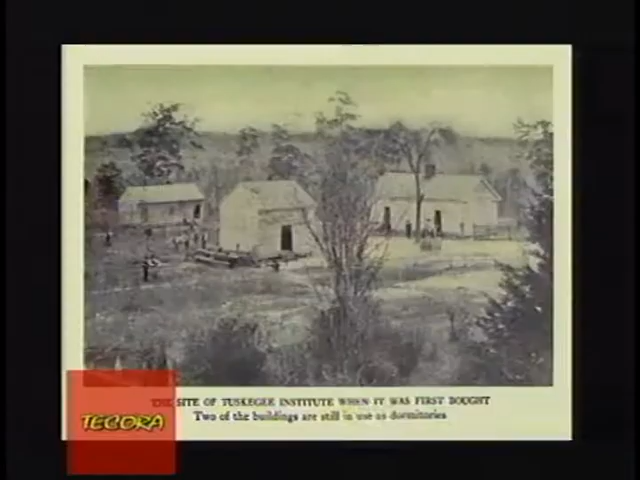 THE SITE OF TUSKEGEE INSTITUTE WHEN IT WAS FIRST BOUGHT
Two of the buildings are still in use as dormitories
TECORA